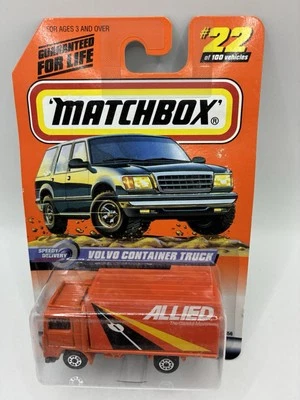 FOR AGES 3 AND OVER
GUARANTEED
FOR LIFE
#22
of 100 vehicles
MATCHBOX®
SPEEDY
DELIVERY
VOLVO CONTAINER TRUCK
ALLIED